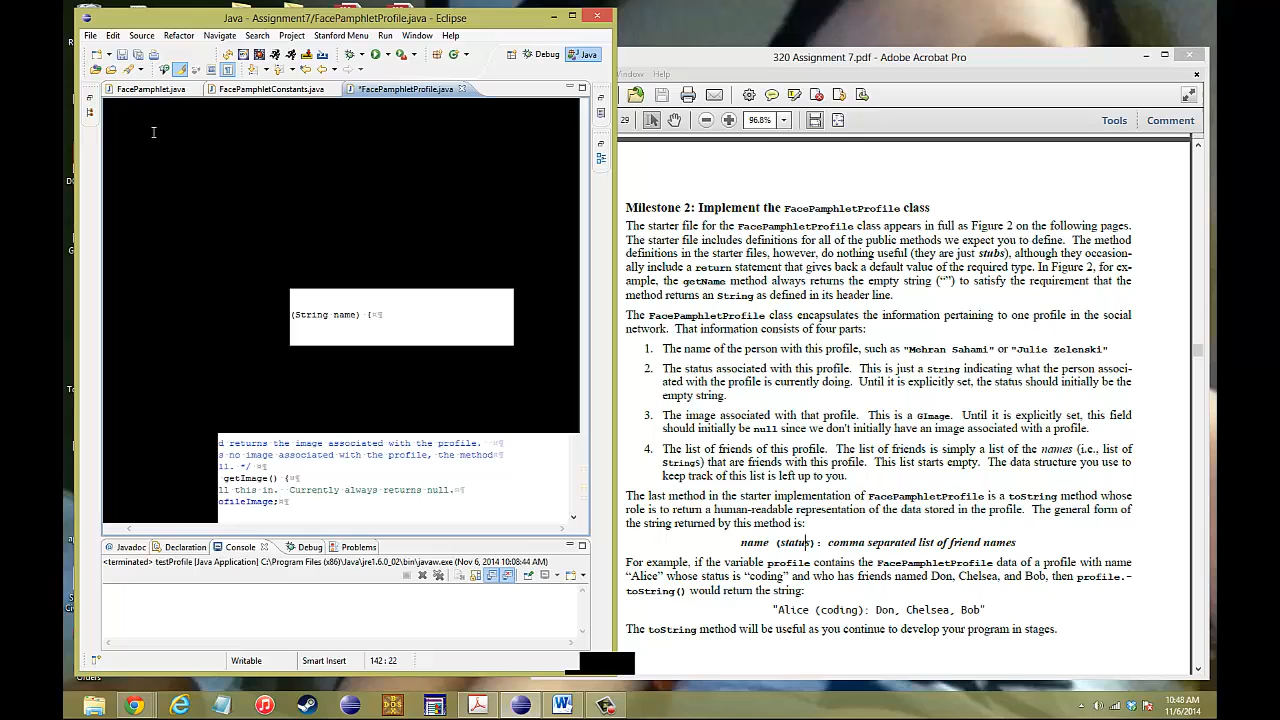 Java - Assignment7/FacePamphletProfile.java - Eclipse
File Edit Source Refactor Navigate Search Project Stanford Menu Run Window Help
Debug Java
FacePamphlet.java FacePamphletConstants.java *FacePamphletProfile.java
(String name) {
d returns the image associated with the profile.
s no image associated with the profile, the method
ll. */
getImage() {
ll this in. Currently always returns null.
ofileImage;
Javadoc Declaration Console Debug Problems
<terminated> testProfile [Java Application] C:\Program Files (x86)\Java\jre1.6.0_72\bin\javaw.exe (Nov 6, 2014 10:08:44 AM)
Writable Smart Insert 142 : 22
320 Assignment 7.pdf - Adobe Acrobat Pro
Window Help
29 96.8% Tools Comment
Milestone 2: Implement the FacePamphletProfile class
The starter file for the FacePamphletProfile class appears in full as Figure 2 on the following pages.
The starter file includes definitions for all of the public methods we expect you to define. The method
definitions in the starter files, however, do nothing useful (they are just stubs), although they occasion-
ally include a return statement that gives back a default value of the required type. In Figure 2, for ex-
ample, the getName method always returns the empty string (“”) to satisfy the requirement that the
method returns an String as defined in its header line.
The FacePamphletProfile class encapsulates the information pertaining to one profile in the social
network. That information consists of four parts:
1. The name of the person with this profile, such as "Mehran Sahami" or "Julie Zelenski"
2. The status associated with this profile. This is just a String indicating what the person associ-
ated with the profile is currently doing. Until it is explicitly set, the status should initially be the
empty string.
3. The image associated with that profile. This is a GImage. Until it is explicitly set, this field
should initially be null since we don't initially have an image associated with a profile.
4. The list of friends of this profile. The list of friends is simply a list of the names (i.e., list of
Strings) that are friends with this profile. This list starts empty. The data structure you use to
keep track of this list is left up to you.
The last method in the starter implementation of FacePamphletProfile is a toString method whose
role is to return a human-readable representation of the data stored in the profile. The general form of
the string returned by this method is:
name (status): comma separated list of friend names
For example, if the variable profile contains the FacePamphletProfile data of a profile with name
“Alice” whose status is “coding” and who has friends named Don, Chelsea, and Bob, then profile.-
toString() would return the string:
"Alice (coding): Don, Chelsea, Bob"
The toString method will be useful as you continue to develop your program in stages.
10:48 AM
11/6/2014